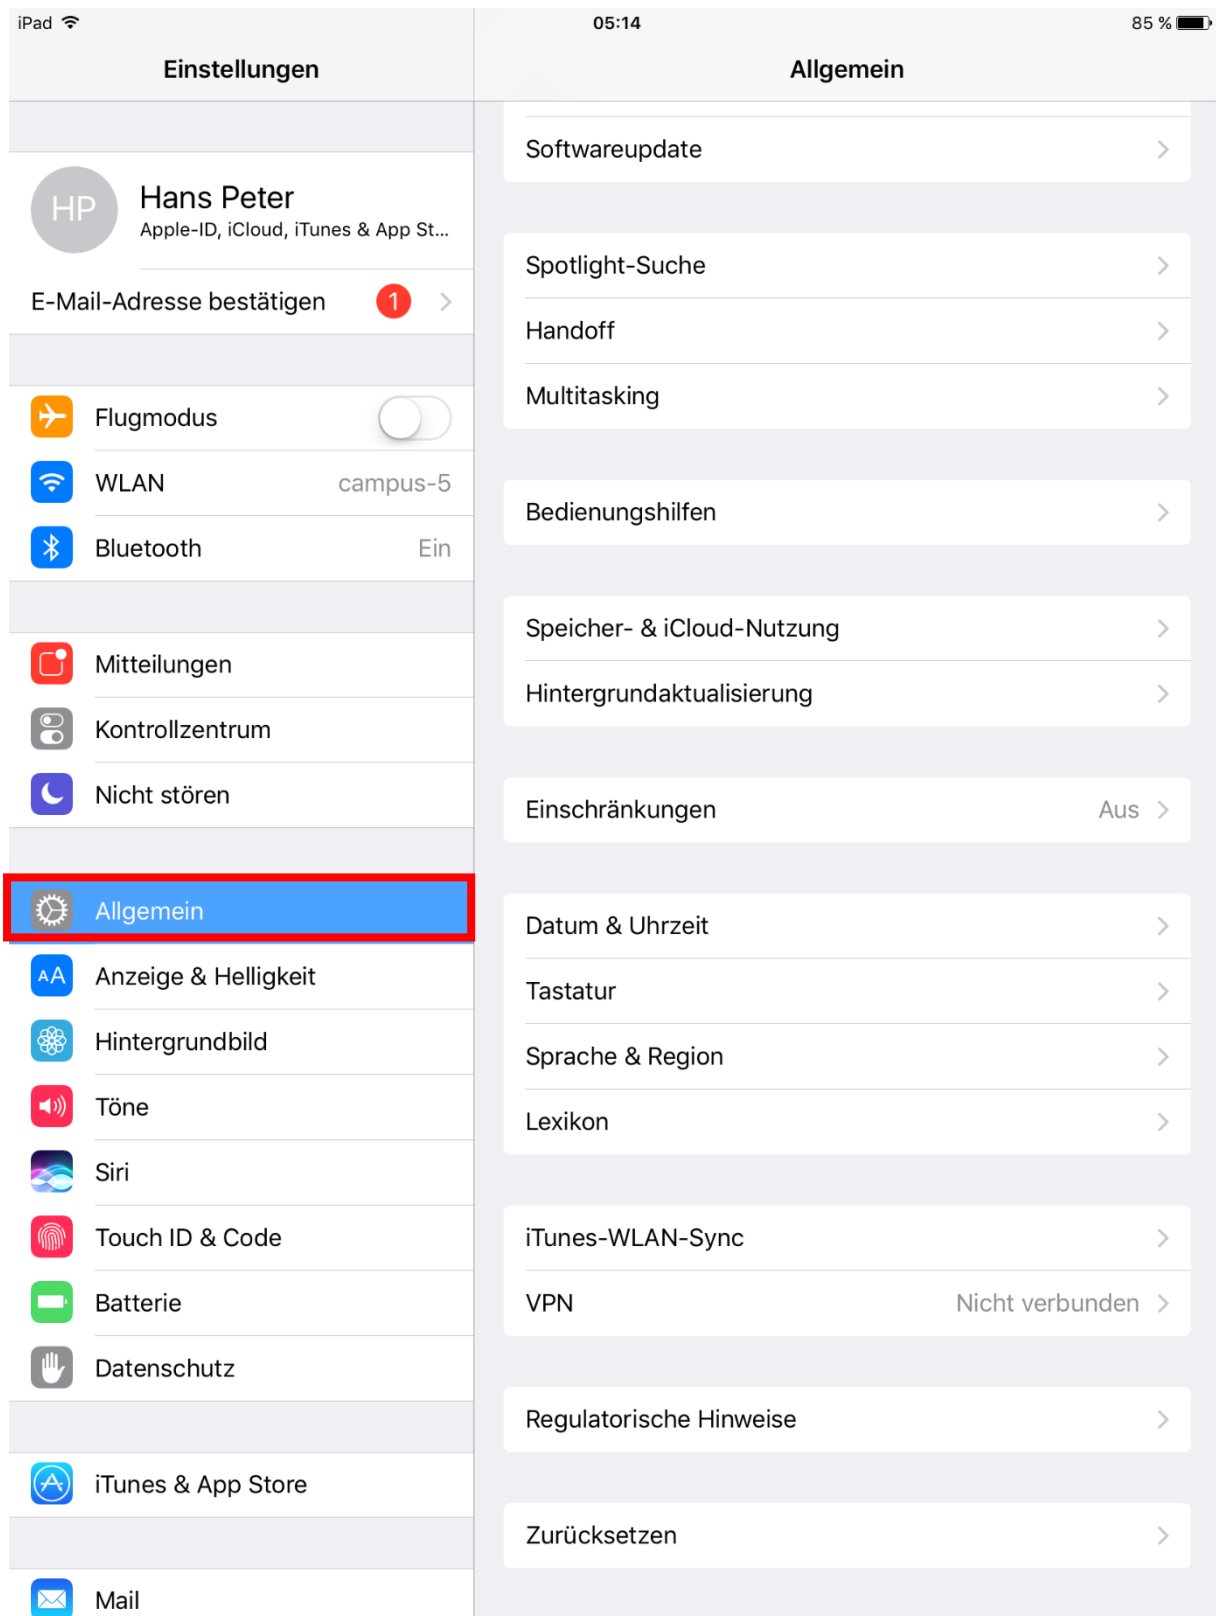 iPad
05:14
85 %
Einstellungen
Allgemein
HP
Hans Peter
Apple-ID, iCloud, iTunes & App St...
E-Mail-Adresse bestätigen
1
Flugmodus
WLAN
campus-5
Bluetooth
Ein
Mitteilungen
Kontrollzentrum
Nicht stören
Allgemein
AA
Anzeige & Helligkeit
Hintergrundbild
Töne
Siri
Touch ID & Code
Batterie
Datenschutz
iTunes & App Store
Mail
Softwareupdate
Spotlight-Suche
Handoff
Multitasking
Bedienungshilfen
Speicher- & iCloud-Nutzung
Hintergrundaktualisierung
Einschränkungen
Aus
Datum & Uhrzeit
Tastatur
Sprache & Region
Lexikon
iTunes-WLAN-Sync
VPN
Nicht verbunden
Regulatorische Hinweise
Zurücksetzen